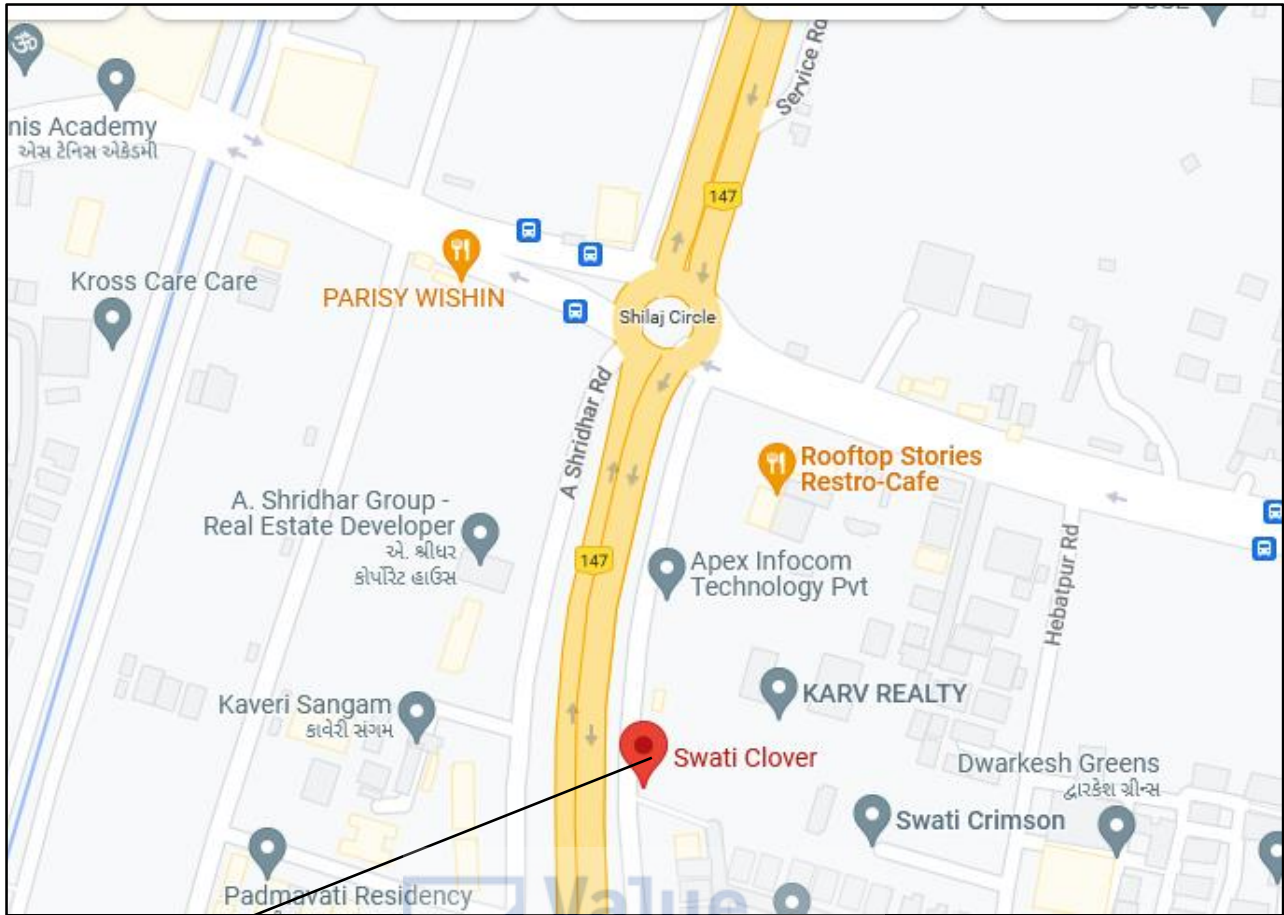 Service Rd
nis Academy
એસ ટેનિસ એકેડમી
147
Kross Care Care
PARISY WISHIN
Shilaj Circle
A Shridhar Rd
Rooftop Stories
Restro-Cafe
A. Shridhar Group -
Real Estate Developer
એ. શ્રીધર
કોર્પોરેટ હાઉસ
147
Apex Infocom
Technology Pvt
Hebatpur Rd
Kaveri Sangam
કાવેરી સંગમ
KARV REALTY
Swati Clover
Dwarkesh Greens
દ્વારકેશ ગ્રીન્સ
Swati Crimson
Padmavati Residency
Value